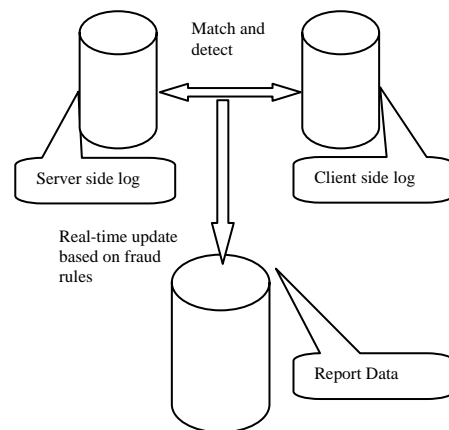 Match and
detect
Server side log
Client side log
Real-time update
based on fraud
rules
Report Data